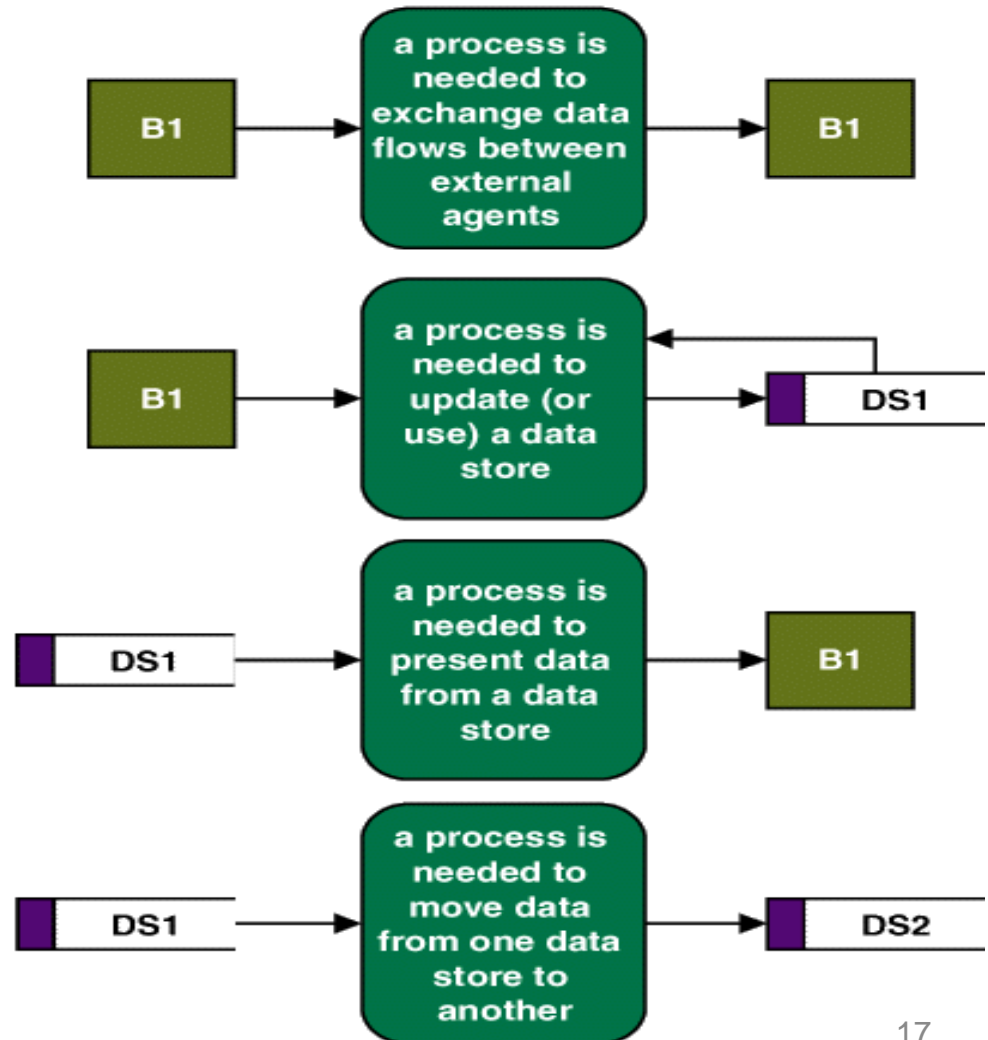 B1
a process is
needed to
exchange data
flows between
external
agents
B1
B1
a process is
needed to
update (or
use) a data
store
DS1
DS1
a process is
needed to
present data
from a data
store
B1
DS1
a process is
needed to
move data
from one data
store to
another
DS2
17